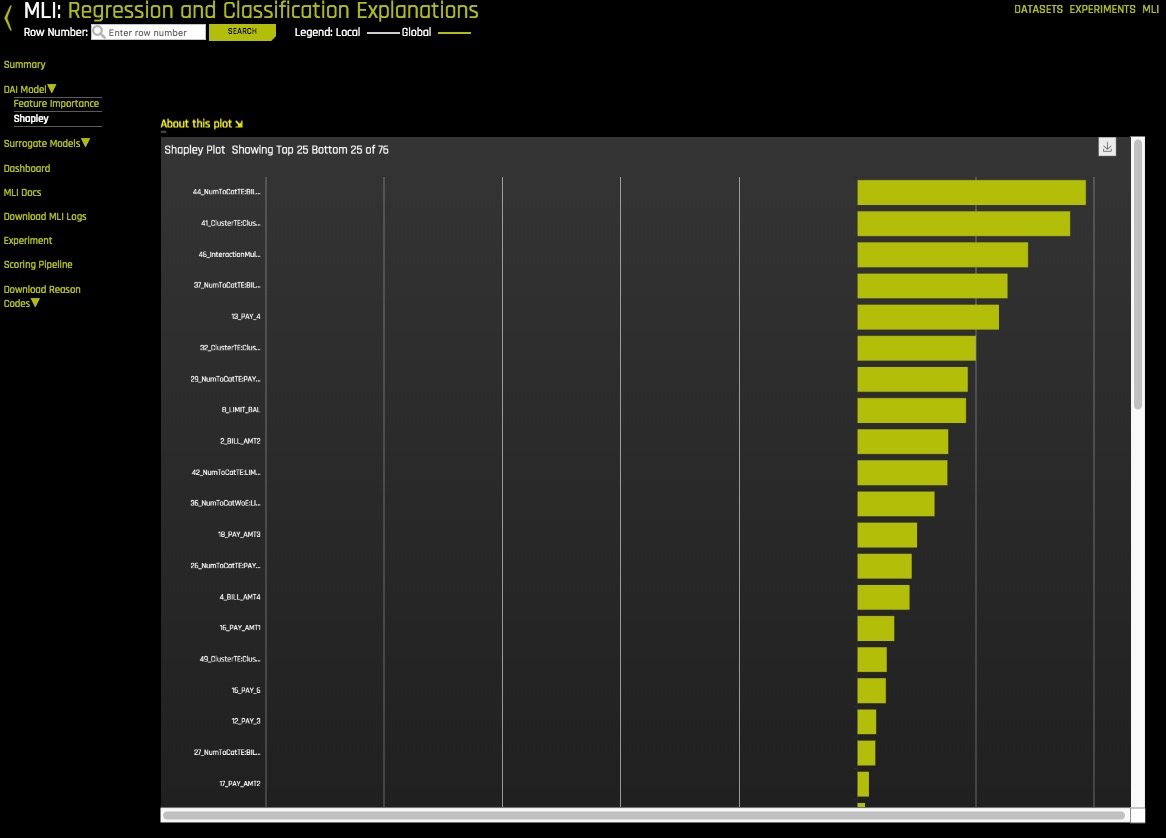 MLI: Regression and Classification Explanations
DATASETS EXPERIMENTS MLI
Row Number: Enter row number SEARCH Legend: Local Global
Summary
DAI Model
Feature Importance
Shapley
Surrogate Models
Dashboard
MLI Docs
Download MLI Logs
Experiment
Scoring Pipeline
Download Reason
Codes
About this plot
Shapley Plot Showing Top 25 Bottom 25 of 76
44_NumToCatTE:BIL...
41_ClusterTE:Clus...
46_InteractionMul...
37_NumToCatTE:BIL...
13_PAY_4
32_ClusterTE:Clus...
29_NumToCatTE:PAY...
8_LIMIT_BAL
2_BILL_AMT2
42_NumToCatTE:LIM...
36_NumToCatWoE:LI...
18_PAY_AMT3
26_NumToCatTE:PAY...
4_BILL_AMT4
16_PAY_AMT1
49_ClusterTE:Clus...
15_PAY_6
12_PAY_3
27_NumToCatTE:BIL...
17_PAY_AMT2